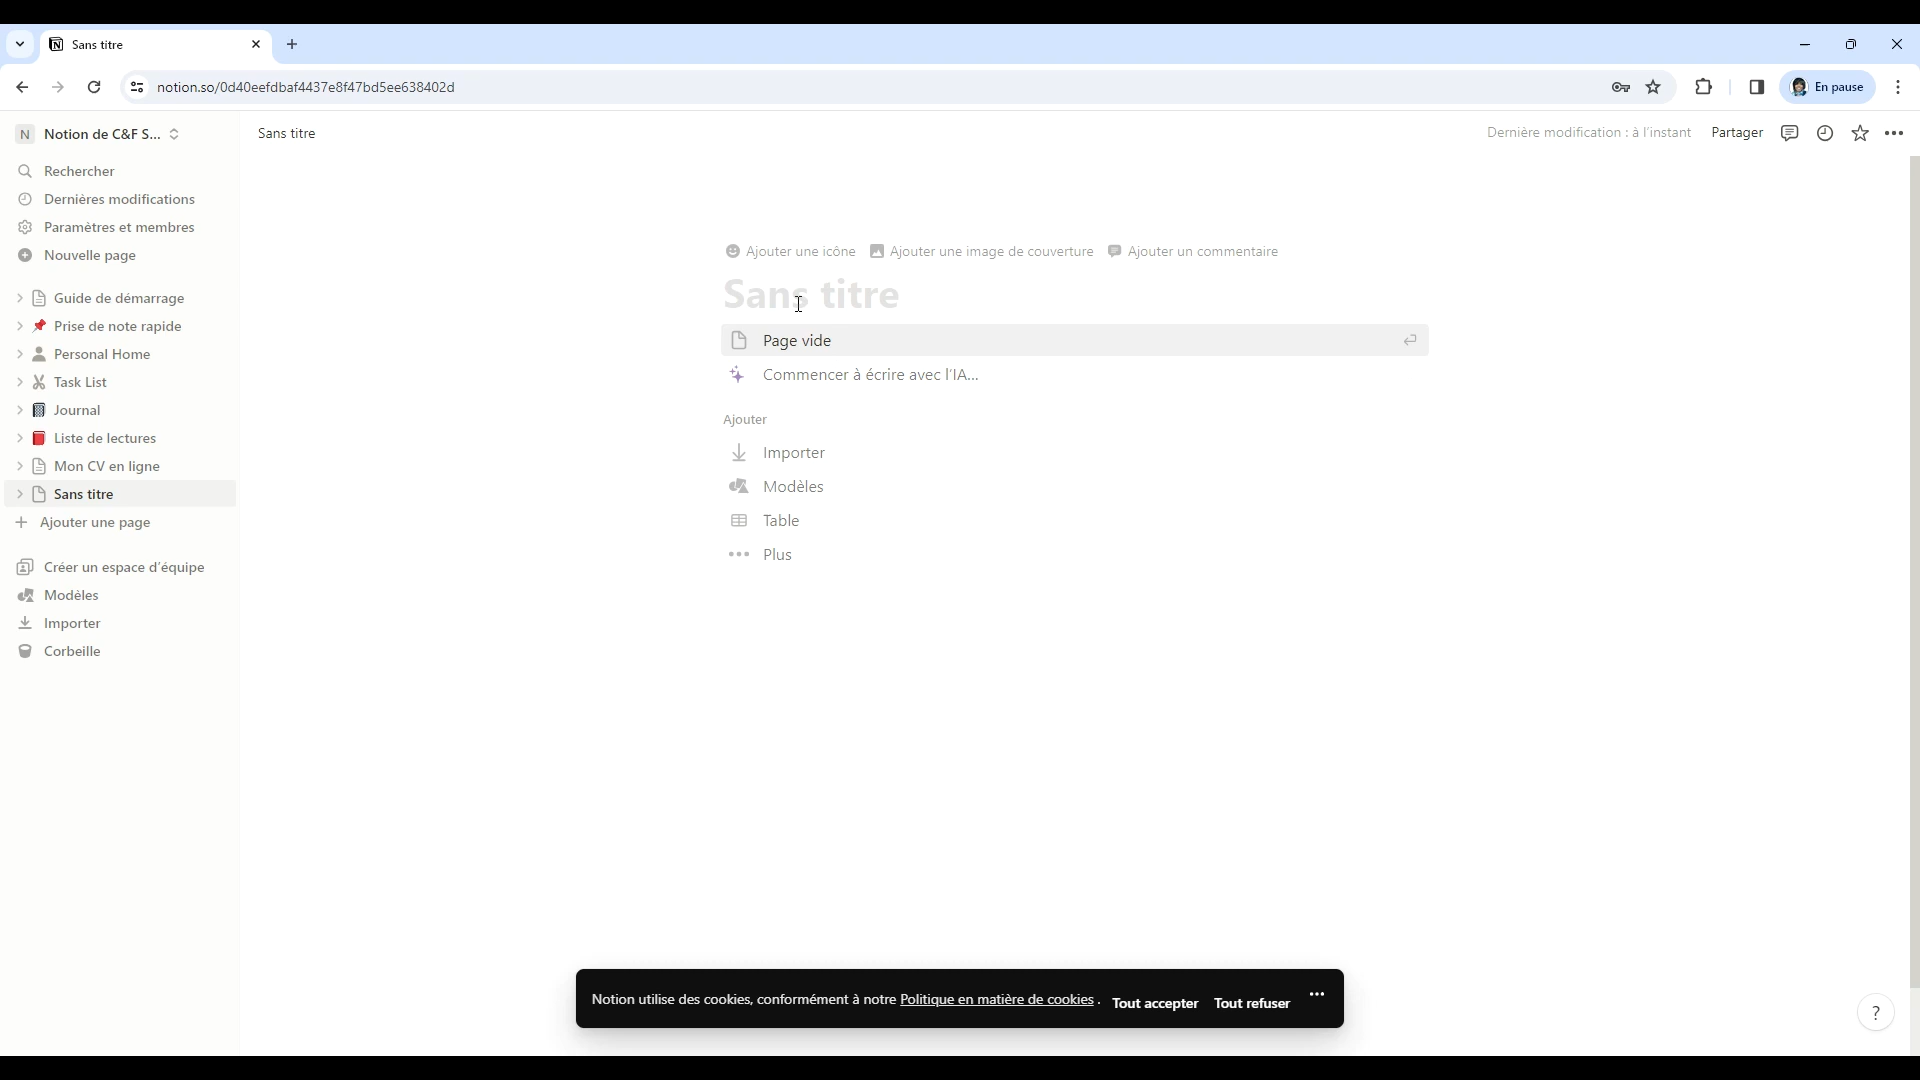 Sans titre
notion.so/0d40eefdbaf4437e8f47bd5ee638402d
En pause
N Notion de C&F S...
Sans titre
Dernière modification : à l'instant
Partager
Rechercher
Dernières modifications
Paramètres et membres
Nouvelle page
Guide de démarrage
Prise de note rapide
Personal Home
Task List
Journal
Liste de lectures
Mon CV en ligne
Sans titre
Ajouter une page
Créer un espace d'équipe
Modèles
Importer
Corbeille
Ajouter une icône Ajouter une image de couverture Ajouter un commentaire
Sans titre
Page vide
Commencer à écrire avec l'IA...
Ajouter
Importer
Modèles
Table
Plus
Notion utilise des cookies, conformément à notre Politique en matière de cookies . Tout accepter Tout refuser
?